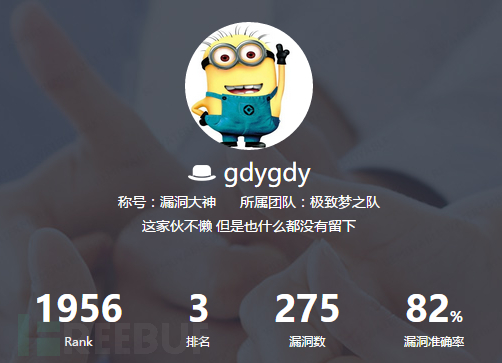 gdygdy
称号：漏洞大神 所属团队：极致梦之队
这家伙不懒 但是也什么都没有留下
1956 3 275 82%
Rank 排名 漏洞数 漏洞准确率
REEBUF